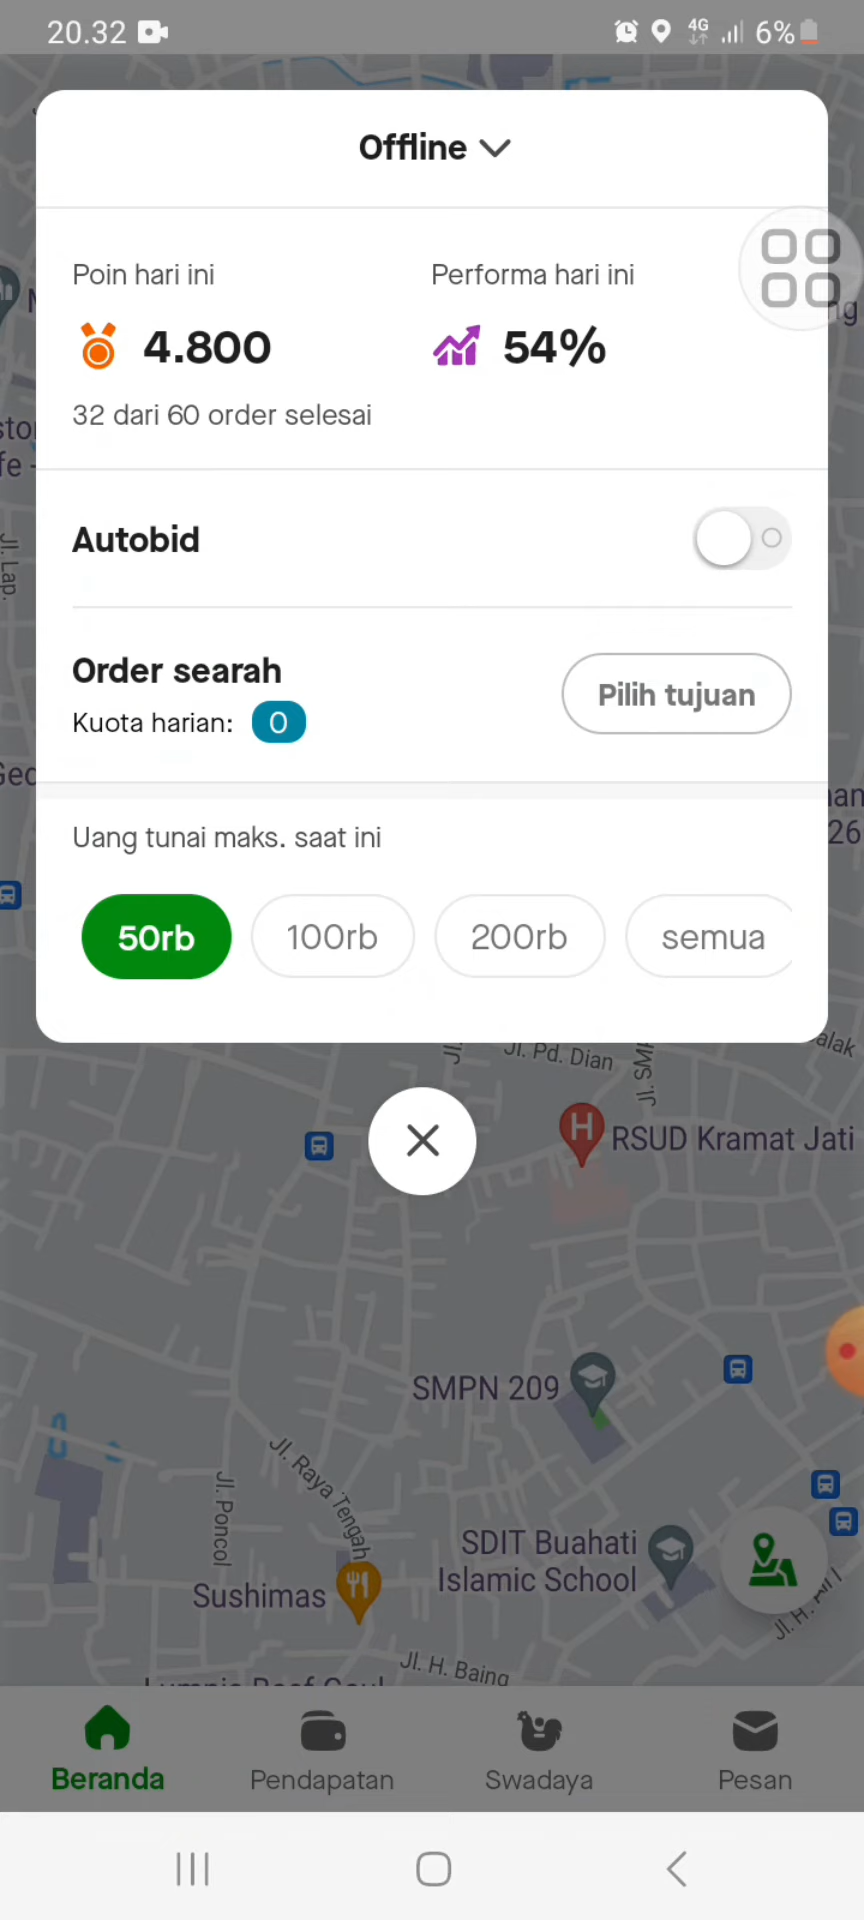 20.32
4G
6%
Offline
Poin hari ini
Performa hari ini
4.800
54%
32 dari 60 order selesai
Autobid
Order searah
Kuota harian: 0
Pilih tujuan
Uang tunai maks. saat ini
50rb
100rb
200rb
semua
Jl. Lap.
Jl. Pd. Dian
RSUD Kramat Jati
SMPN 209
Jl. Raya Tengah
Jl. Poncol
SDIT Buahati
Islamic School
Sushimas
Jl. H. Baing
Beranda
Pendapatan
Swadaya
Pesan